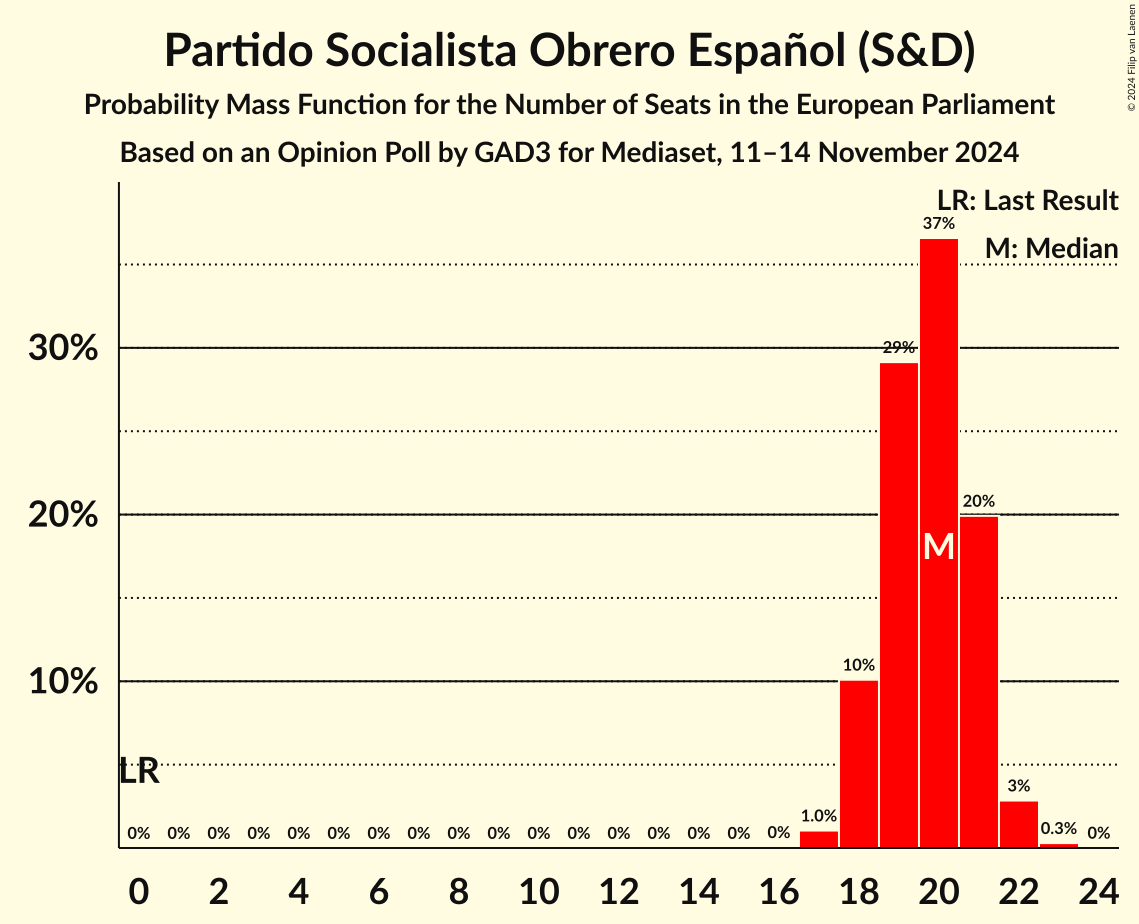 Partido Socialista Obrero Español (S&D)
Probability Mass Function for the Number of Seats in the European Parliament
Based on an Opinion Poll by GAD3 for Mediaset, 11–14 November 2024
© 2024 Filip van Laenen
LR: Last Result
M: Median
37%
30%
29%
20%
20%
M
10%
10%
LR
3%
1.0%
0.3%
0% 0% 0% 0% 0% 0% 0% 0% 0% 0% 0% 0% 0% 0% 0% 0% 0% 0%
0 2 4 6 8 10 12 14 16 18 20 22 24